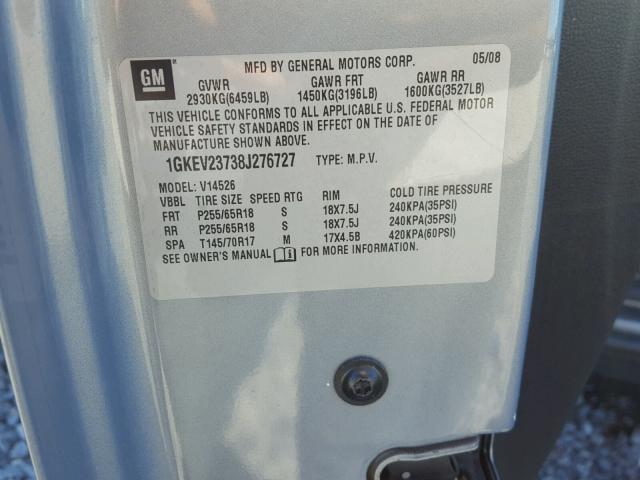 MFD BY GENERAL MOTORS CORP. 05/08
GM
GVWR GAWR FRT GAWR RR
2930KG(6459LB) 1450KG(3196LB) 1600KG(3527LB)
THIS VEHICLE CONFORMS TO ALL APPLICABLE U.S. FEDERAL MOTOR
VEHICLE SAFETY STANDARDS IN EFFECT ON THE DATE OF
MANUFACTURE SHOWN ABOVE.
1GKEV23738J276727 TYPE: M.P.V.
MODEL: V14526
VBBL TIRE SIZE SPEED RTG RIM COLD TIRE PRESSURE
FRT P255/65R18 S 18X7.5J 240KPA(35PSI)
RR P255/65R18 S 18X7.5J 240KPA(35PSI)
SPA T145/70R17 M 17X4.5B 420KPA(60PSI)
SEE OWNER'S MANUAL FOR MORE INFORMATION.